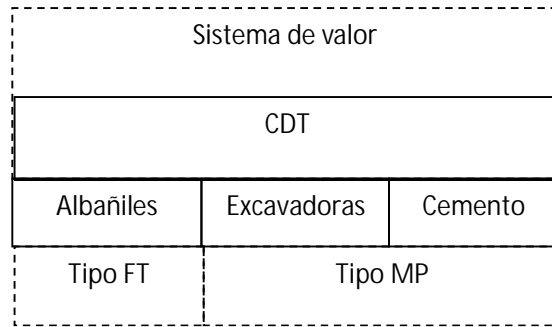 Sistema de valor
CDT
Albañiles Excavadoras Cemento
Tipo FT Tipo MP